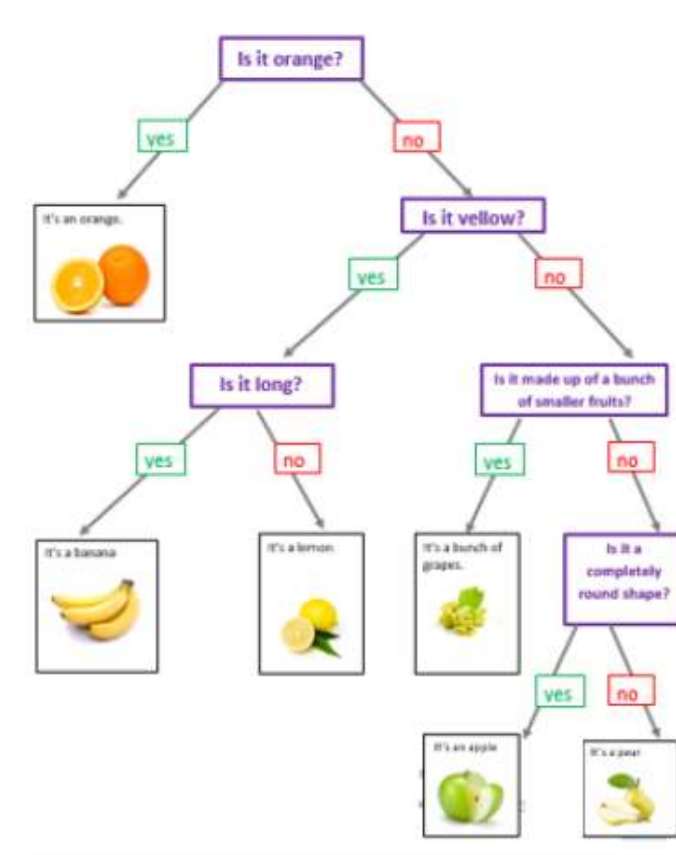 Is it orange?
yes
no
It's an orange.
Is it yellow?
yes
no
Is it long?
Is it made up of a bunch
of smaller fruits?
yes
no
yes
no
It's a banana
It's a lemon
It's a bunch of
grapes.
Is it a
completely
round shape?
yes
no
It's an apple
It's a pear